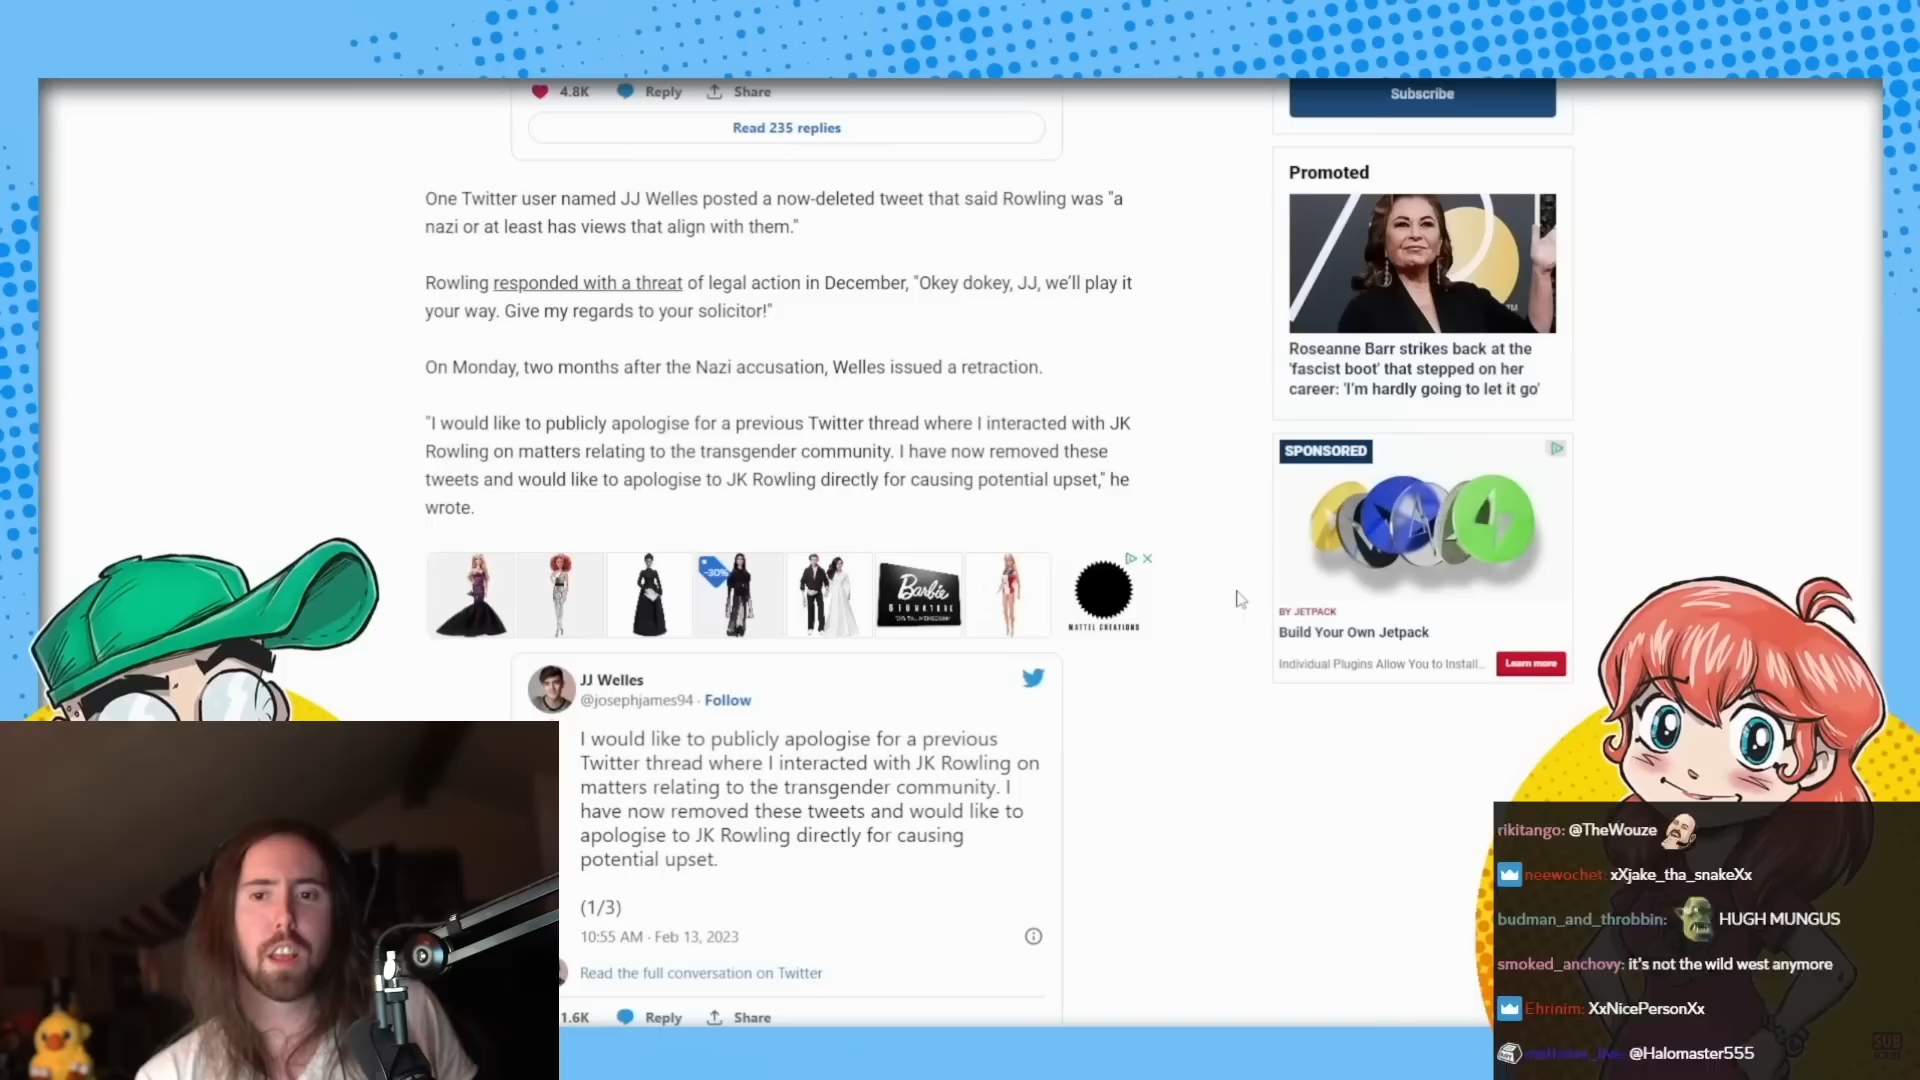 4.8K Reply Share
Read 235 replies
Subscribe
One Twitter user named JJ Welles posted a now-deleted tweet that said Rowling was "a
nazi or at least has views that align with them."
Rowling responded with a threat of legal action in December, "Okey dokey, JJ, we'll play it
your way. Give my regards to your solicitor!"
On Monday, two months after the Nazi accusation, Welles issued a retraction.
"I would like to publicly apologise for a previous Twitter thread where I interacted with JK
Rowling on matters relating to the transgender community. I have now removed these
tweets and would like to apologise to JK Rowling directly for causing potential upset," he
wrote.
-30%
Barbie
SIGNATURE
MATTEL CREATIONS
JJ Welles
@josephjames94 · Follow
I would like to publicly apologise for a previous
Twitter thread where I interacted with JK Rowling on
matters relating to the transgender community. I
have now removed these tweets and would like to
apologise to JK Rowling directly for causing
potential upset.
(1/3)
10:55 AM · Feb 13, 2023
Read the full conversation on Twitter
1.6K Reply Share
Promoted
Roseanne Barr strikes back at the
'fascist boot' that stepped on her
career: 'I'm hardly going to let it go'
SPONSORED
BY JETPACK
Build Your Own Jetpack
Individual Plugins Allow You to Install...
Learn more
rikitango: @TheWouze
neewochet: xXjake_tha_snakeXx
budman_and_throbbin: HUGH MUNGUS
smoked_anchovy: it's not the wild west anymore
Ehrinim: XxNicePersonXx
@Halomaster555
SUB